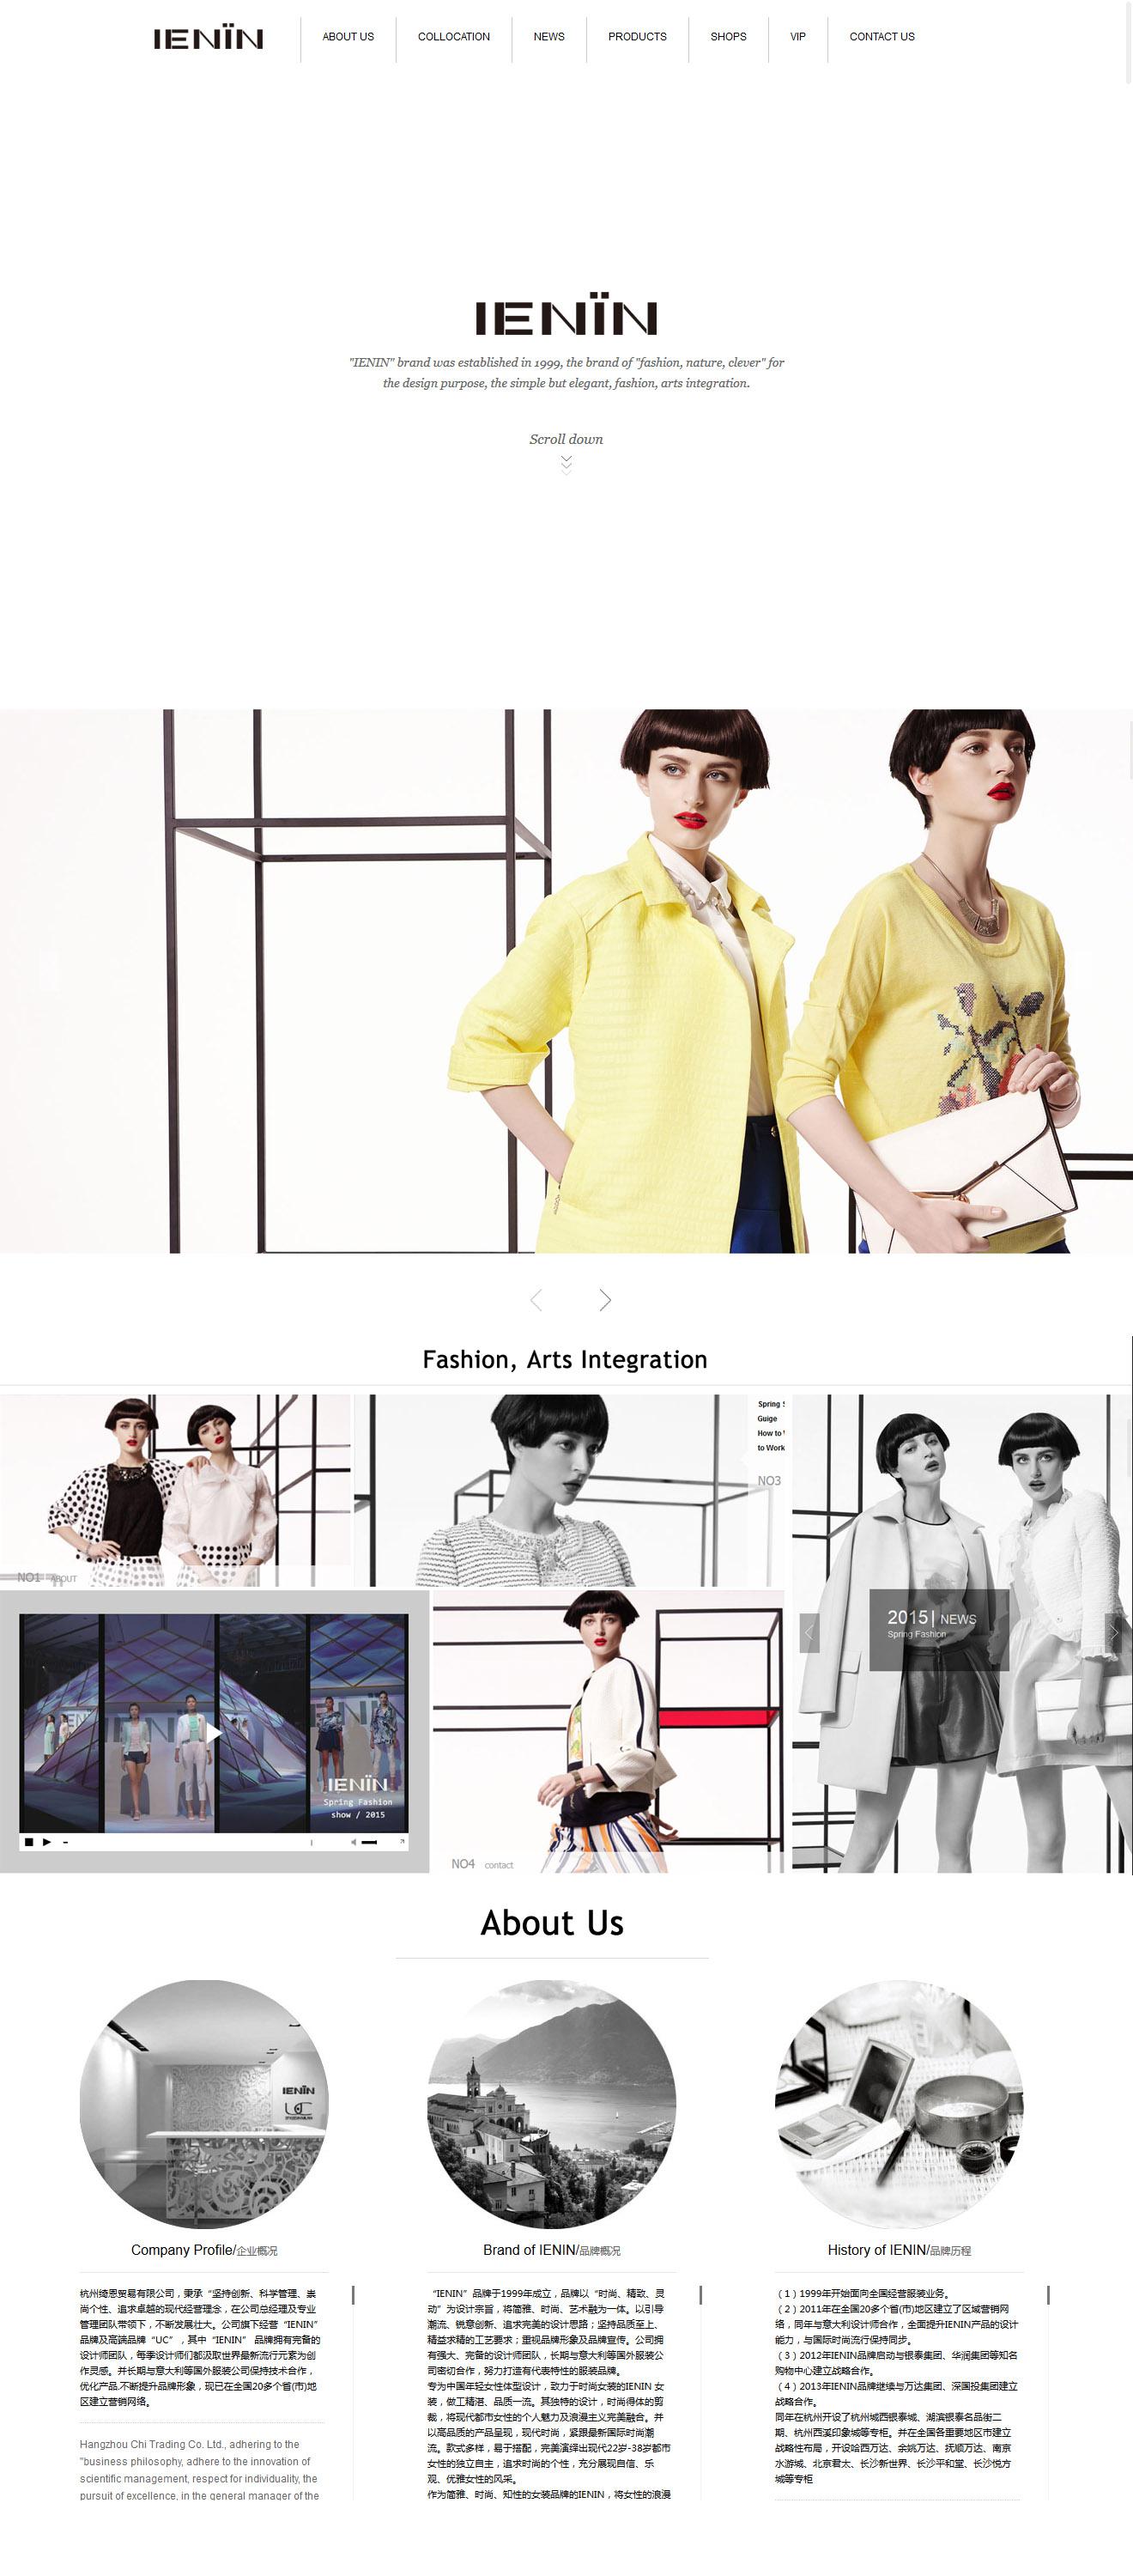 IENÏN
ABOUT US
COLLOCATION
NEWS
PRODUCTS
SHOPS
VIP
CONTACT US
IENÏN
"IENIN" brand was established in 1999, the brand of "fashion, nature, clever" for
the design purpose, the simple but elegant, fashion, arts integration.
Scroll down
Fashion, Arts Integration
Spring
Guige
How to
to Work
NO3
NO1 ABOUT
2015| NEWS
Spring Fashion
IENÏN
Spring Fashion
show / 2015
NO4 contact
About Us
IENÏN
UC
Company Profile/企业概况
杭州绮恩贸易有限公司，秉承“坚持创新、科学管理、崇
尚个性、追求卓越的现代经营理念，在公司总经理及专业
管理团队带领下，不断发展壮大。公司旗下经营“IENIN”
品牌及高端品牌“UC”，其中“IENIN” 品牌拥有完备的
设计师团队，每季设计师们都汲取世界最新流行元素为创
作灵感。并长期与意大利等国外服装公司保持技术合作，
优化产品.不断提升品牌形象，现已在全国20多个省(市)地
区建立营销网络。
Hangzhou Chi Trading Co. Ltd., adhering to the
"business philosophy, adhere to the innovation of
scientific management, respect for individuality, the
pursuit of excellence, in the general manager of the
Brand of IENIN/品牌概况
“IENIN”品牌于1999年成立，品牌以“时尚、精致、灵
动”为设计宗旨，将简雅、时尚、艺术融为一体。以引导
潮流、锐意创新、追求完美的设计思路；坚持品质至上、
精益求精的工艺要求；重视品牌形象及品牌宣传。公司拥
有强大、完备的设计师团队，长期与意大利等国外服装公
司密切合作，努力打造有代表特性的服装品牌。
专为中国年轻女性体型设计，致力于时尚女装的IENIN 女
装，做工精湛、品质一流。其独特的设计，时尚得体的剪
裁，将现代都市女性的个人魅力及浪漫主义完美融合。并
以高品质的产品呈现，现代时尚，紧跟最新国际时尚潮
流。款式多样，易于搭配，完美演绎出现代22岁-38岁都市
女性的独立自主，追求时尚的个性，充分展现自信、乐
观、优雅女性的风采。
作为简雅、时尚、知性的女装品牌的IENIN，将女性的浪漫
History of IENIN/品牌历程
（1）1999年开始面向全国经营服装业务。
（2）2011年在全国20多个省(市)地区建立了区域营销网
络，同年与意大利设计师合作，全面提升IENIN产品的设计
能力，与国际时尚流行保持同步。
（3）2012年IENIN品牌启动与银泰集团、华润集团等知名
购物中心建立战略合作。
（4）2013年IENIN品牌继续与万达集团、深国投集团建立
战略合作。
同年在杭州开设了杭州城西银泰城、湖滨银泰名品街二
期、杭州西溪印象城等专柜。并在全国各重要地区市建立
战略性布局，开设哈西万达、余姚万达、抚顺万达、南京
水游城、北京君太、长沙新世界、长沙平和堂、长沙悦方
城等专柜